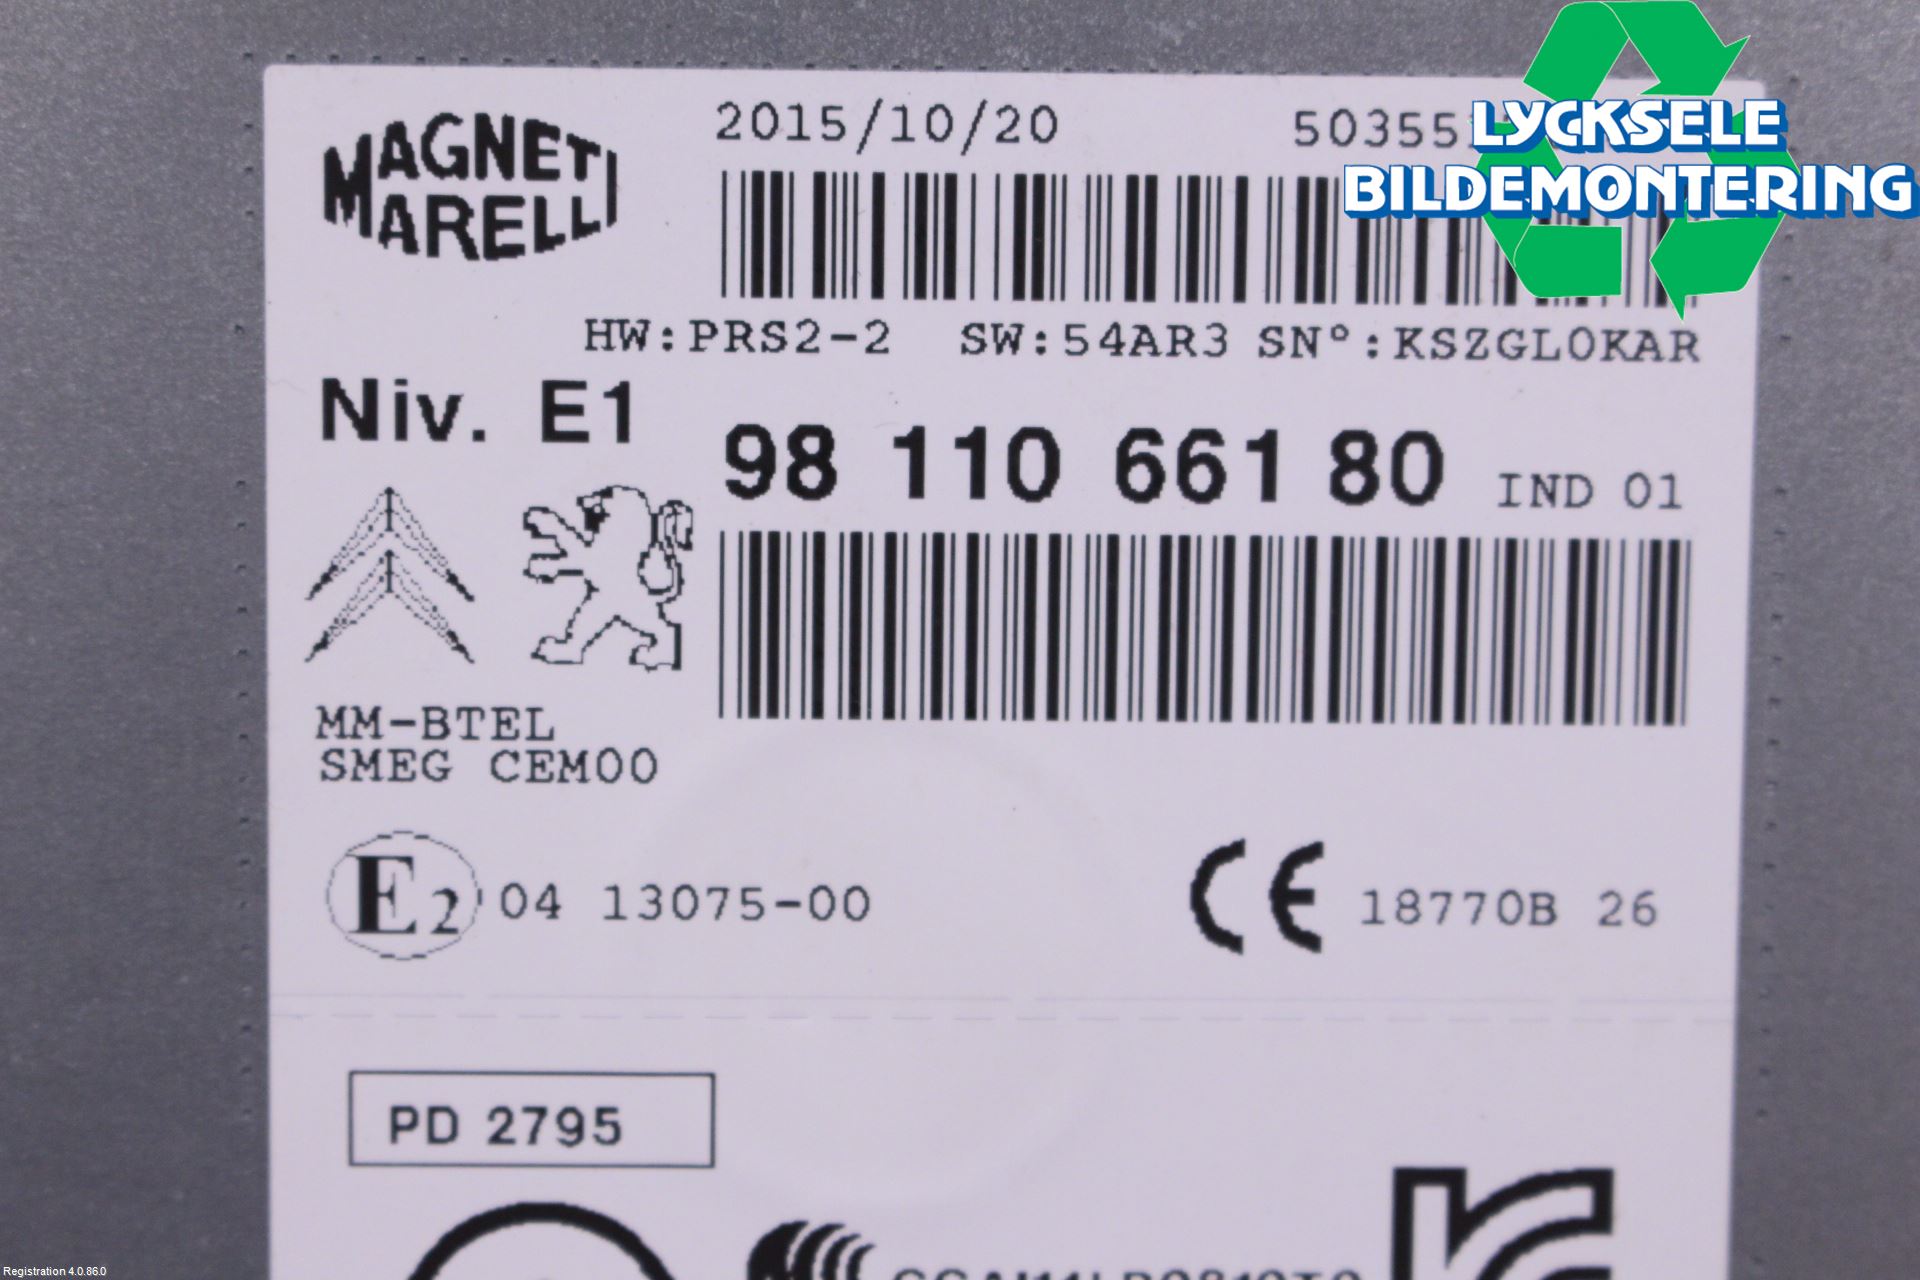 MAGNETI
MARELLI
2015/10/20
LYCKSELE
BILDEMONTERING
HW:PRS2-2 SW:54AR3 SN°:KSZGL0KAR
Niv. E1
98 110 661 80 IND 01
MM-BTEL
SMEG CEM00
E2 04 13075-00
CE 18770B 26
PD 2795
Registration 4.0.86.0